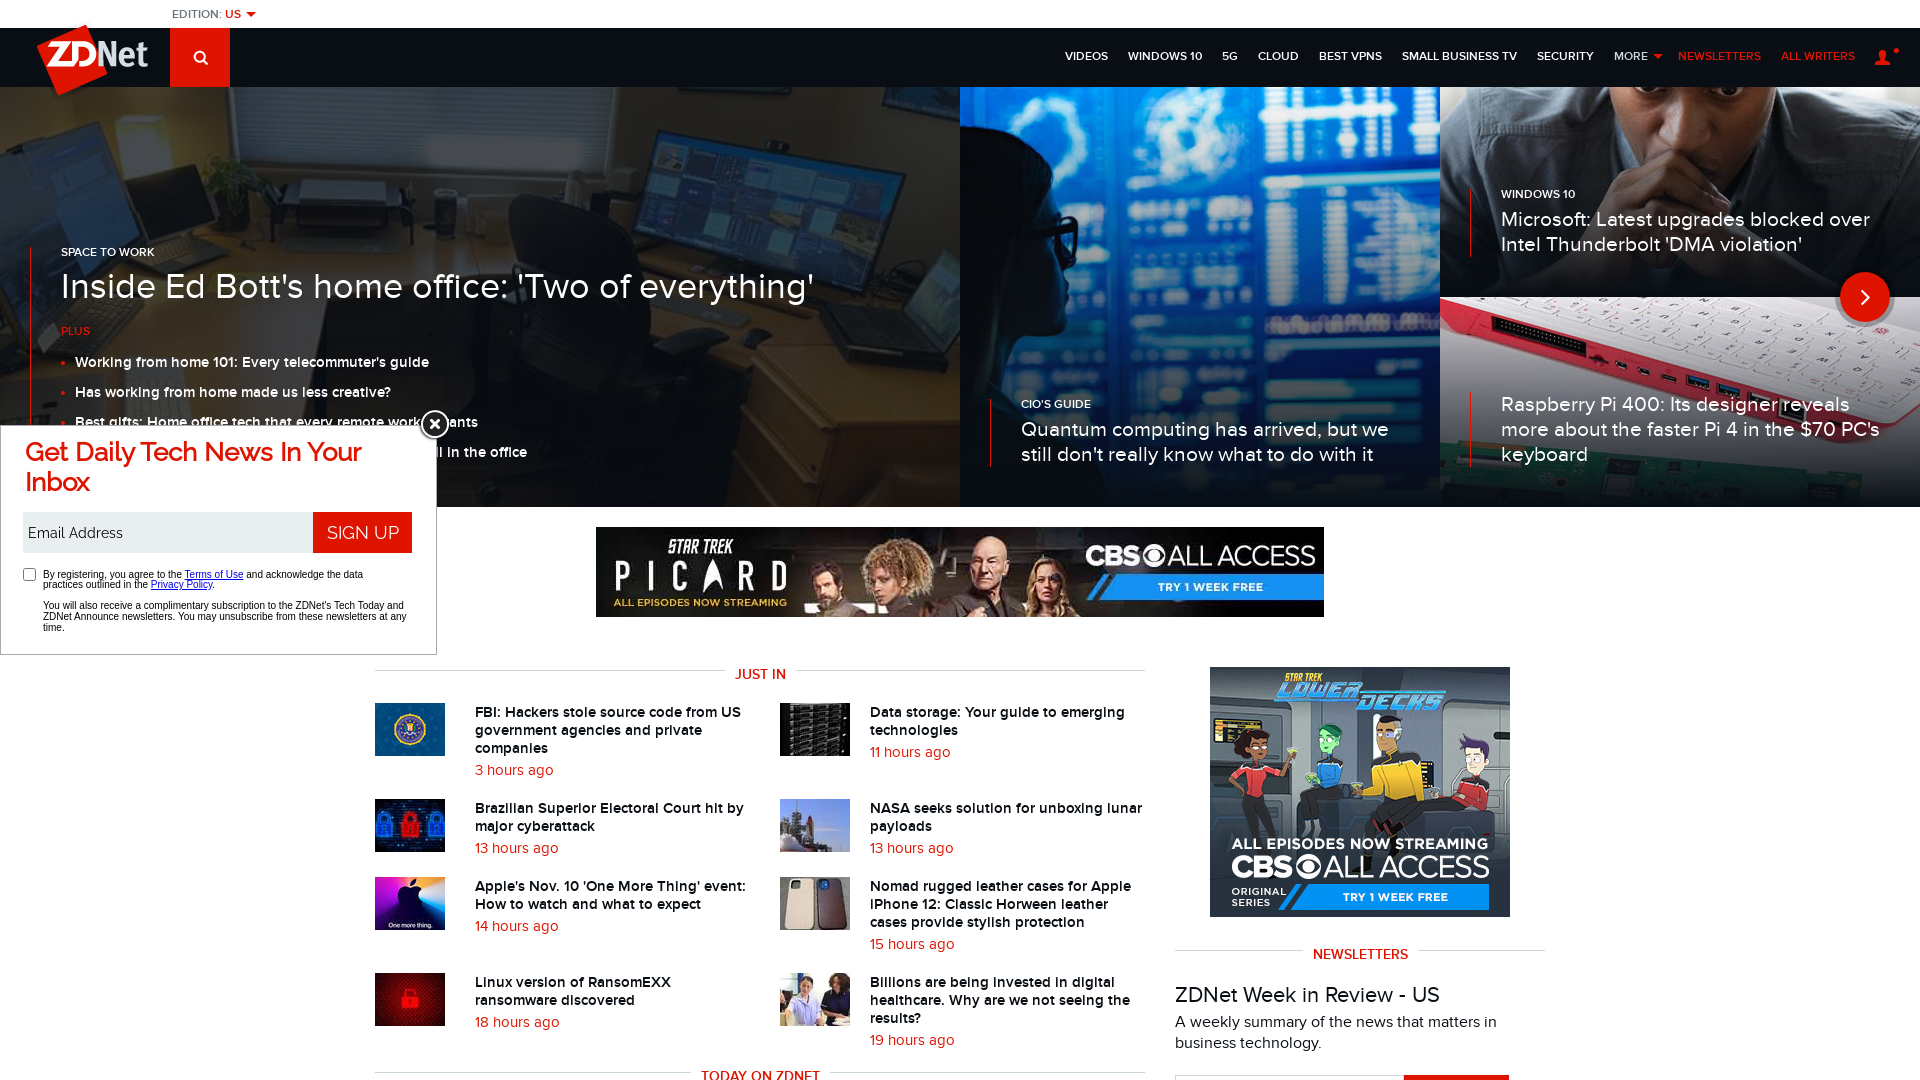 EDITION: US
ZDNet
VIDEOS WINDOWS 10 5G CLOUD BEST VPNS SMALL BUSINESS TV SECURITY MORE NEWSLETTERS ALL WRITERS
SPACE TO WORK
Inside Ed Bott's home office: 'Two of everything'
PLUS
Working from home 101: Every telecommuter's guide
Has working from home made us less creative?
Best gifts: Home office tech that every remote work ants
ll in the office
CIO'S GUIDE
Quantum computing has arrived, but we
still don't really know what to do with it
WINDOWS 10
Microsoft: Latest upgrades blocked over
Intel Thunderbolt 'DMA violation'
Raspberry Pi 400: Its designer reveals
more about the faster Pi 4 in the $70 PC's
keyboard
Get Daily Tech News In Your
Inbox
Email Address
SIGN UP
By registering, you agree to the Terms of Use and acknowledge the data
practices outlined in the Privacy Policy.
You will also receive a complimentary subscription to the ZDNet's Tech Today and
ZDNet Announce newsletters. You may unsubscribe from these newsletters at any
time.
STAR TREK
PICARD
ALL EPISODES NOW STREAMING
CBS ALL ACCESS
TRY 1 WEEK FREE
JUST IN
FBI: Hackers stole source code from US
government agencies and private
companies
3 hours ago
Data storage: Your guide to emerging
technologies
11 hours ago
Brazilian Superior Electoral Court hit by
major cyberattack
13 hours ago
NASA seeks solution for unboxing lunar
payloads
13 hours ago
One more thing.
Apple's Nov. 10 'One More Thing' event:
How to watch and what to expect
14 hours ago
Nomad rugged leather cases for Apple
iPhone 12: Classic Horween leather
cases provide stylish protection
15 hours ago
Linux version of RansomEXX
ransomware discovered
18 hours ago
Billions are being invested in digital
healthcare. Why are we not seeing the
results?
19 hours ago
TODAY ON ZDNET
STAR TREK
LOWER DECKS
ALL EPISODES NOW STREAMING
CBS ALL ACCESS
ORIGINAL
SERIES
TRY 1 WEEK FREE
NEWSLETTERS
ZDNet Week in Review - US
A weekly summary of the news that matters in
business technology.